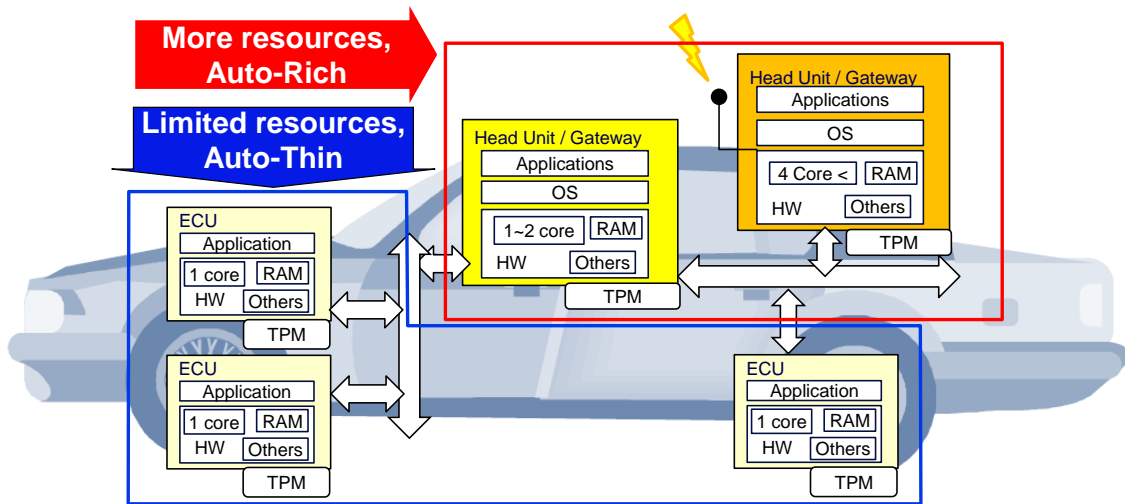 More resources,
Auto-Rich
Limited resources,
Auto-Thin
Head Unit / Gateway
Applications
OS
4 Core <
RAM
HW
Others
TPM
Head Unit / Gateway
Applications
OS
1~2 core
RAM
HW
Others
TPM
ECU
Application
1 core
RAM
HW
Others
TPM
ECU
Application
1 core
RAM
HW
Others
TPM
ECU
Application
1 core
RAM
HW
Others
TPM